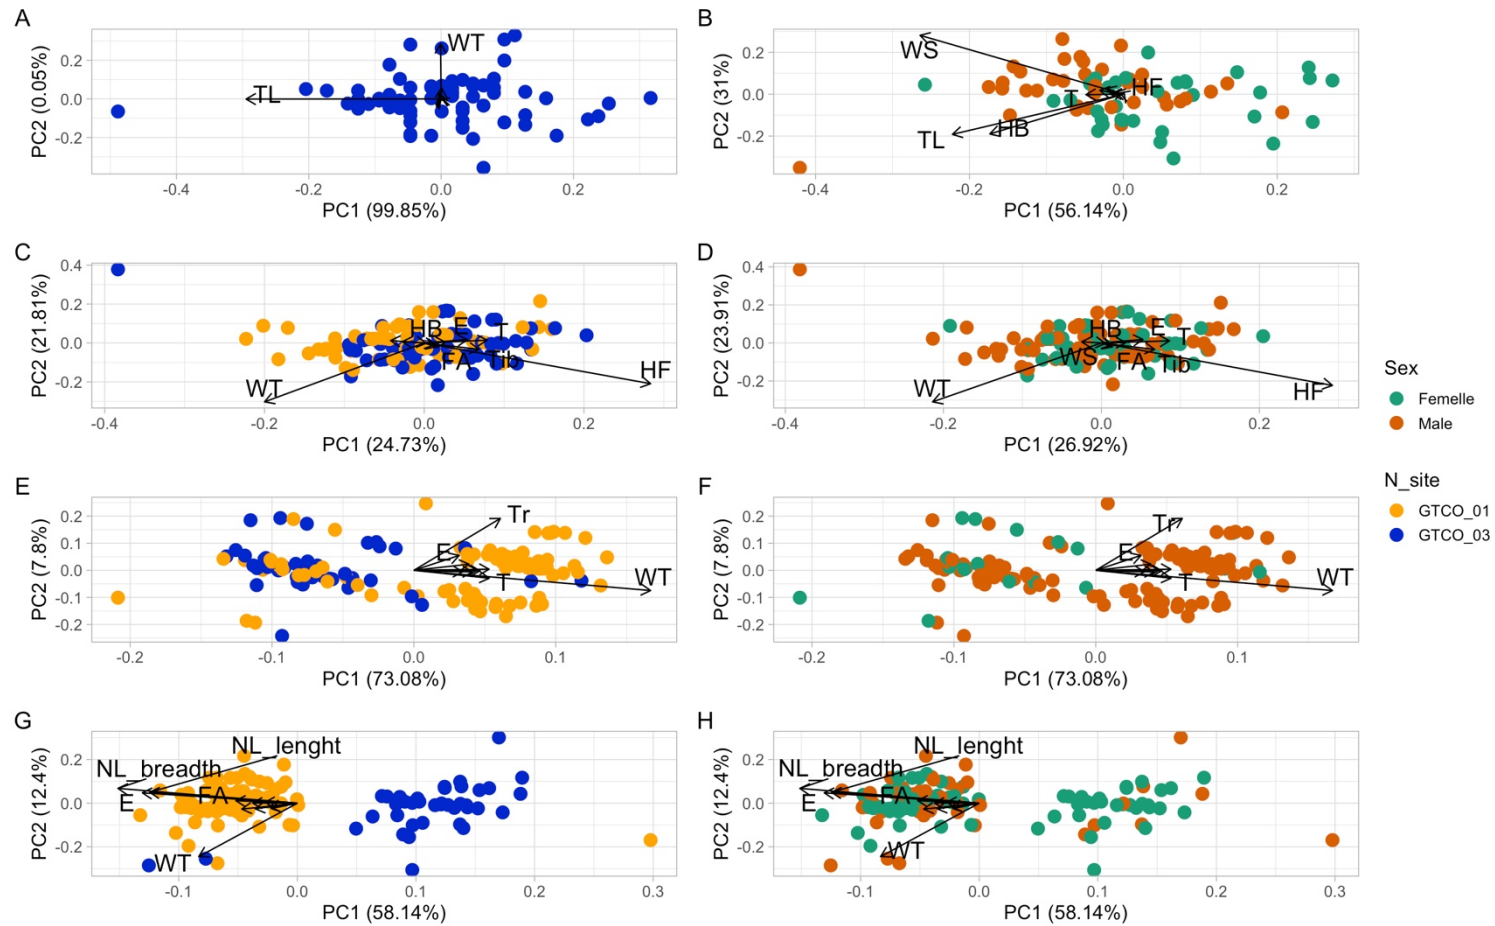 A
B
0.2
0.0
-0.2
PC2 (0.05%)
WT
TL
-0.4
-0.2
0.0
0.2
PC1 (99.85%)
0.2
0.0
-0.2
PC2 (31%)
WS
HF
T
HB
TL
-0.4
-0.2
0.0
0.2
PC1 (56.14%)
C
D
0.4
0.2
0.0
-0.2
PC2 (21.81%)
HB
E
T
FA
Tib
HF
WT
-0.4
-0.2
0.0
0.2
PC1 (24.73%)
0.4
0.2
0.0
-0.2
PC2 (23.91%)
HB
E
T
WS
FA
Tib
WT
HF
-0.4
-0.2
0.0
0.2
PC1 (26.92%)
Sex
Femelle
Male
N_site
GTCO_01
GTCO_03
E
F
0.2
0.1
0.0
-0.1
-0.2
PC2 (7.8%)
Tr
E
T
WT
-0.2
-0.1
0.0
0.1
PC1 (73.08%)
0.2
0.1
0.0
-0.1
-0.2
PC2 (7.8%)
Tr
E
T
WT
-0.2
-0.1
0.0
0.1
PC1 (73.08%)
G
H
0.2
0.0
-0.2
PC2 (12.4%)
NL_lenght
NL_breadth
E
FA
WT
-0.1
0.0
0.1
0.2
0.3
PC1 (58.14%)
0.2
0.0
-0.2
PC2 (12.4%)
NL_lenght
NL_breadth
E
FA
WT
-0.1
0.0
0.1
0.2
0.3
PC1 (58.14%)